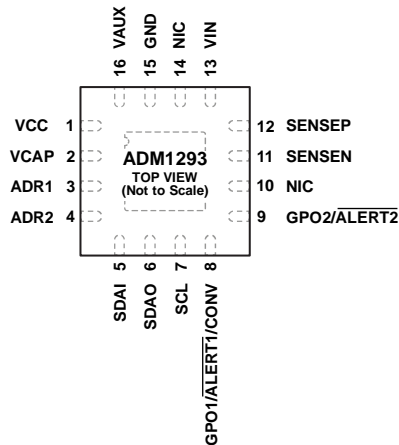 16 VAUX
15 GND
14 NIC
13 VIN
VCC 1
VCAP 2
ADR1 3
ADR2 4
ADM1293
TOP VIEW
(Not to Scale)
12 SENSEP
11 SENSEN
10 NIC
9 GPO2/ALERT2
SDAI 5
SDAO 6
SCL 7
GPO1/ALERT1/CONV 8